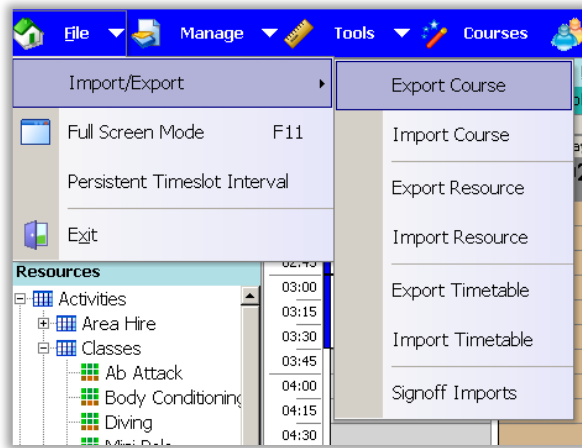 File Manage Tools Courses
Import/Export
Full Screen Mode F11
Persistent Timeslot Interval
Exit
Export Course
Import Course
Export Resource
Import Resource
Export Timetable
Import Timetable
Signoff Imports
Resources
Activities
Area Hire
Classes
Ab Attack
Body Conditioning
Diving
02:45
03:00
03:15
03:30
03:45
04:00
04:15
04:30